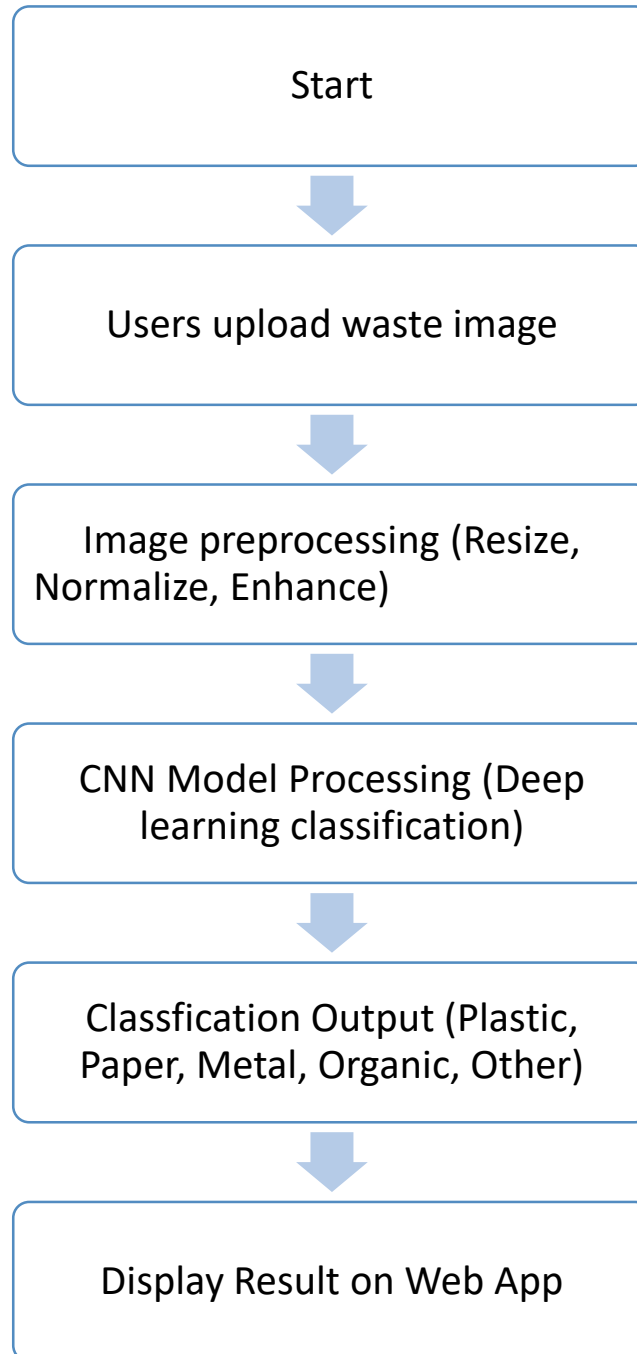 Start
Users upload waste image
Image preprocessing (Resize,
Normalize, Enhance)
CNN Model Processing (Deep
learning classification)
Classfication Output (Plastic,
Paper, Metal, Organic, Other)
Display Result on Web App